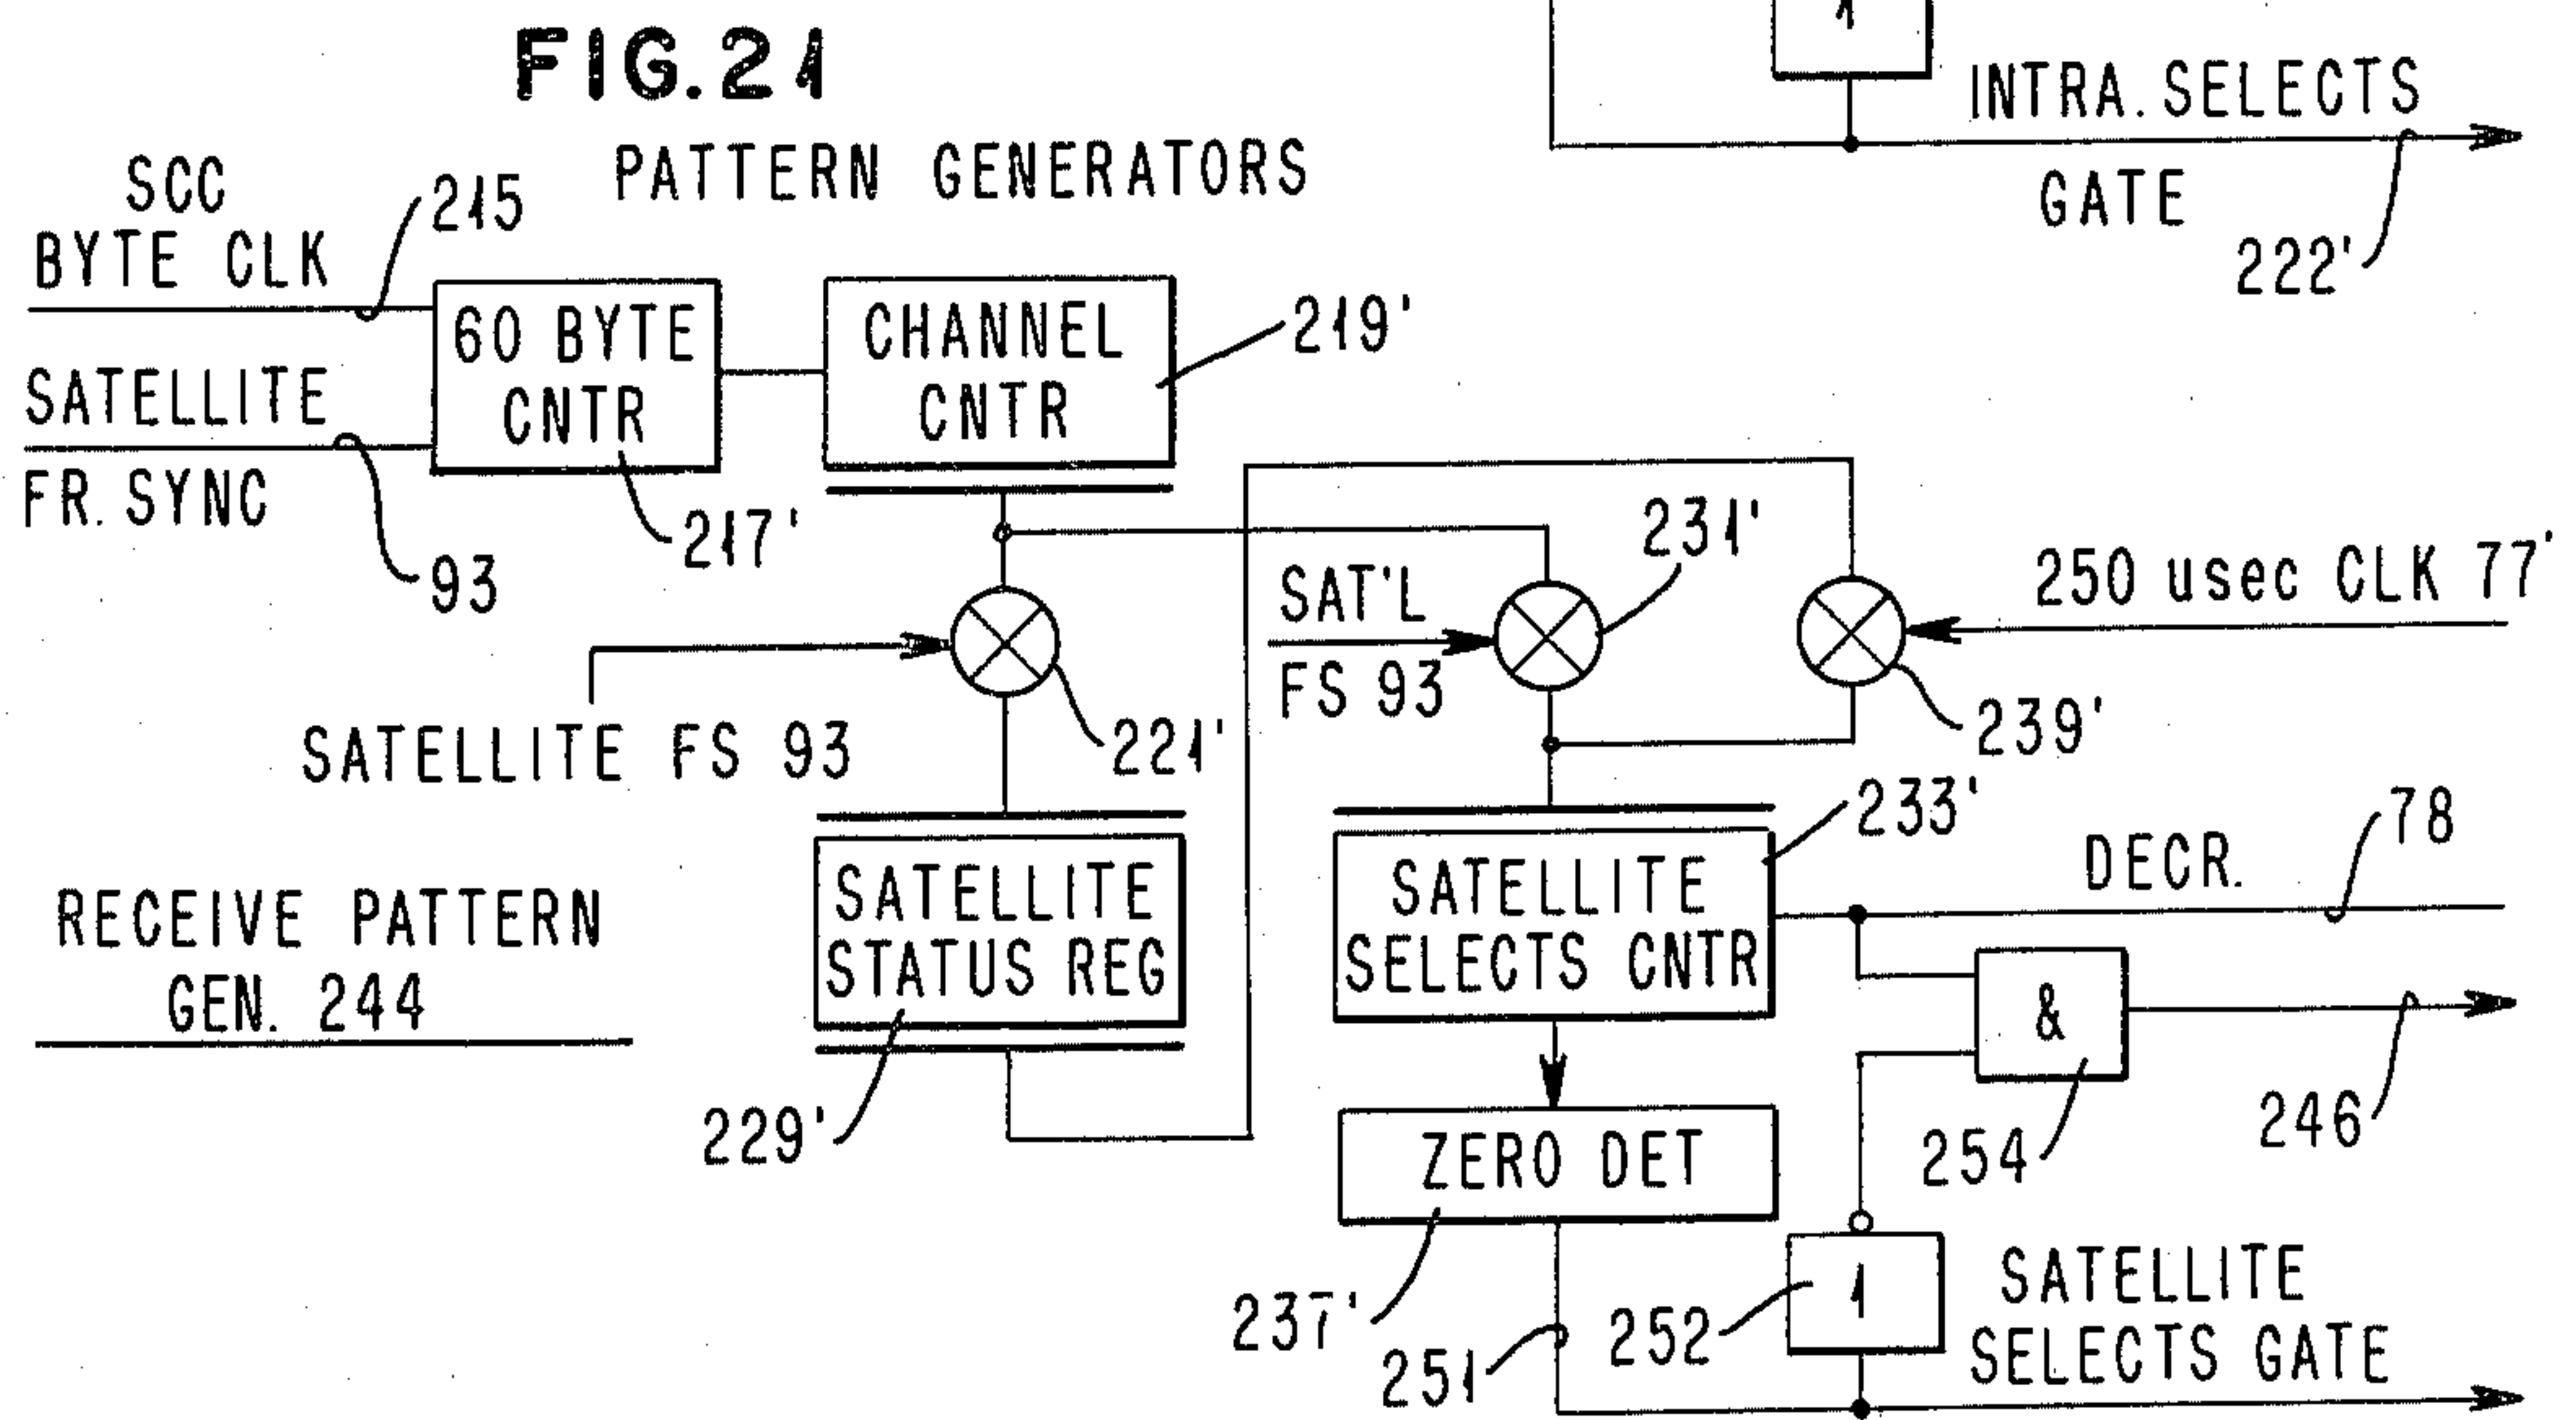 FIG. 21
PATTERN GENERATORS
1
INTRA. SELECTS
GATE
222'
SCC
BYTE CLK
215
SATELLITE
FR. SYNC
93
60 BYTE
CNTR
217'
CHANNEL
CNTR
219'
SATELLITE FS 93
221'
SAT'L
FS 93
231'
250 usec CLK 77'
239'
RECEIVE PATTERN
GEN. 244
SATELLITE
STATUS REG
229'
SATELLITE
SELECTS CNTR
233'
DECR.
78
&
254
246
ZERO DET
237'
251
252
1
SATELLITE
SELECTS GATE